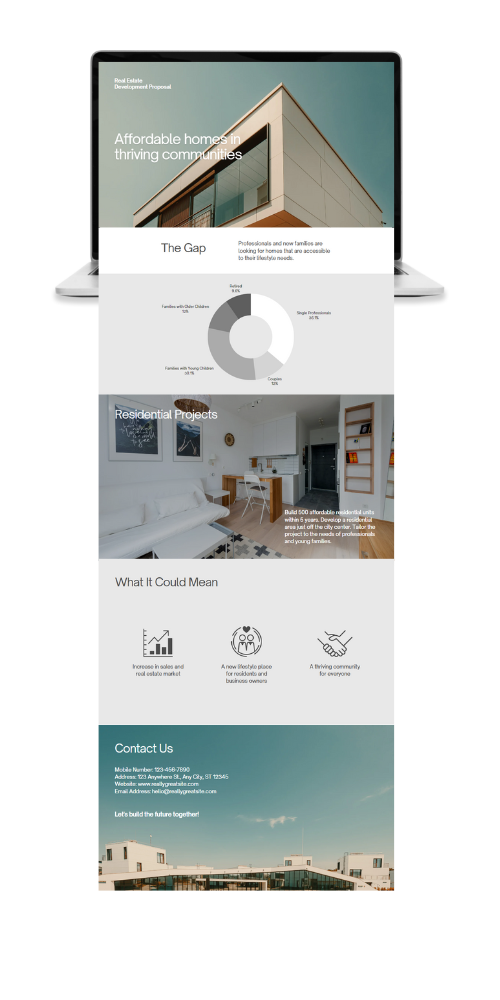 Real Estate
Development Proposal
Affordable homes in
thriving communities
The Gap
Professionals and new families are
looking for homes that are accessible
to their lifestyle needs.
Retired
Families with Older Children
Single Professionals
Families with Young Children
Couples
12%
Residential Projects
Build 500 affordable residential units
within 5 years. Develop a residential
area just off the city center. Tailor the
project to the needs of professionals
and young families.
What It Could Mean
Increase in sales and
real estate market
A new lifestyle place
for residents and
business owners
A thriving community
for everyone
Contact Us
Mobile Number: 123-456-7890
Address: 123 Anywhere St., Any City, ST 12345
Website: www.reallygreatsite.com
Email Address: hello@reallygreatsite.com
Let's build the future together!